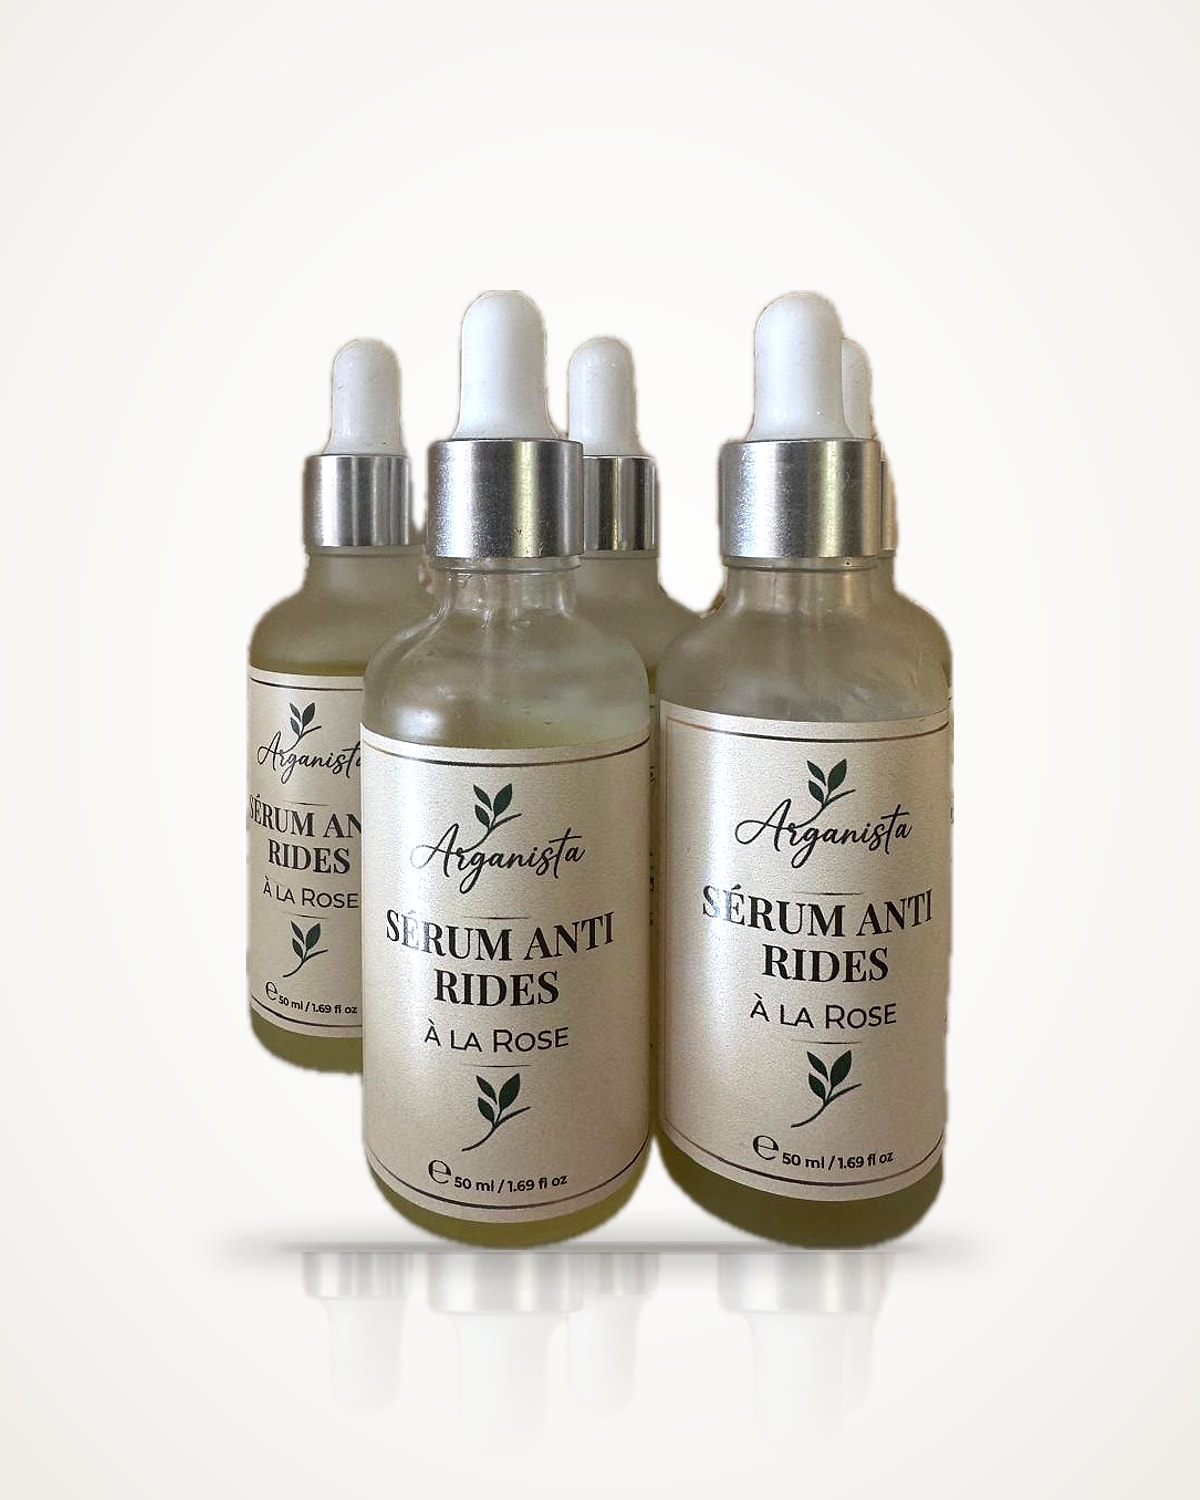 Arganista
SÉRUM AN
RIDES
À LA ROSE
℮ 50 ml / 1.69 fl oz
Arganista
SÉRUM ANTI
RIDES
À LA ROSE
℮ 50 ml / 1.69 fl oz
Arganista
SÉRUM ANTI
RIDES
À LA ROSE
℮ 50 ml / 1.69 fl oz